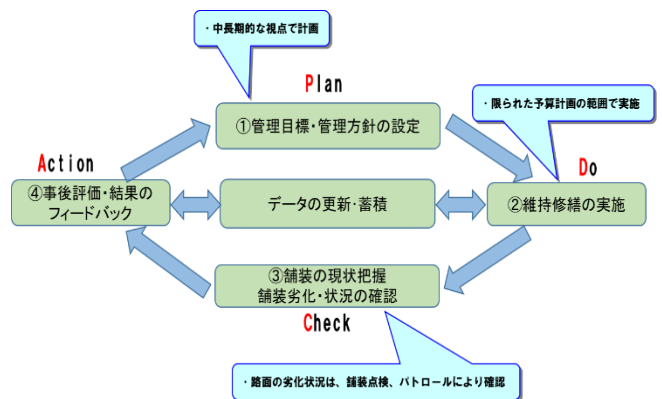 ・中長期的な視点で計画
Plan
・限られた予算計画の範囲で実施
①管理目標・管理方針の設定
Action
Do
④事後評価・結果の
フィードバック
データの更新・蓄積
②維持修繕の実施
③舗装の現状把握
舗装劣化・状況の確認
Check
・路面の劣化状況は、舗装点検、パトロールにより確認